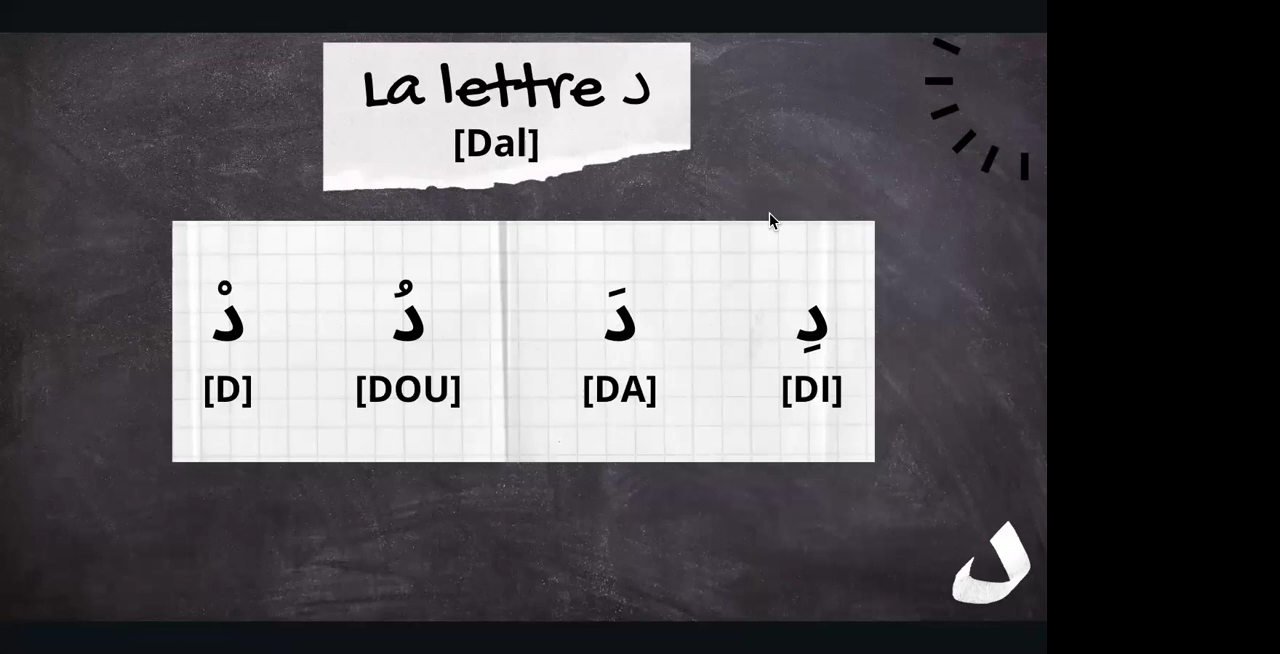 La lettre د
[Dal]
دْ دُ دَ دِ
[D] [DOU] [DA] [DI]
د